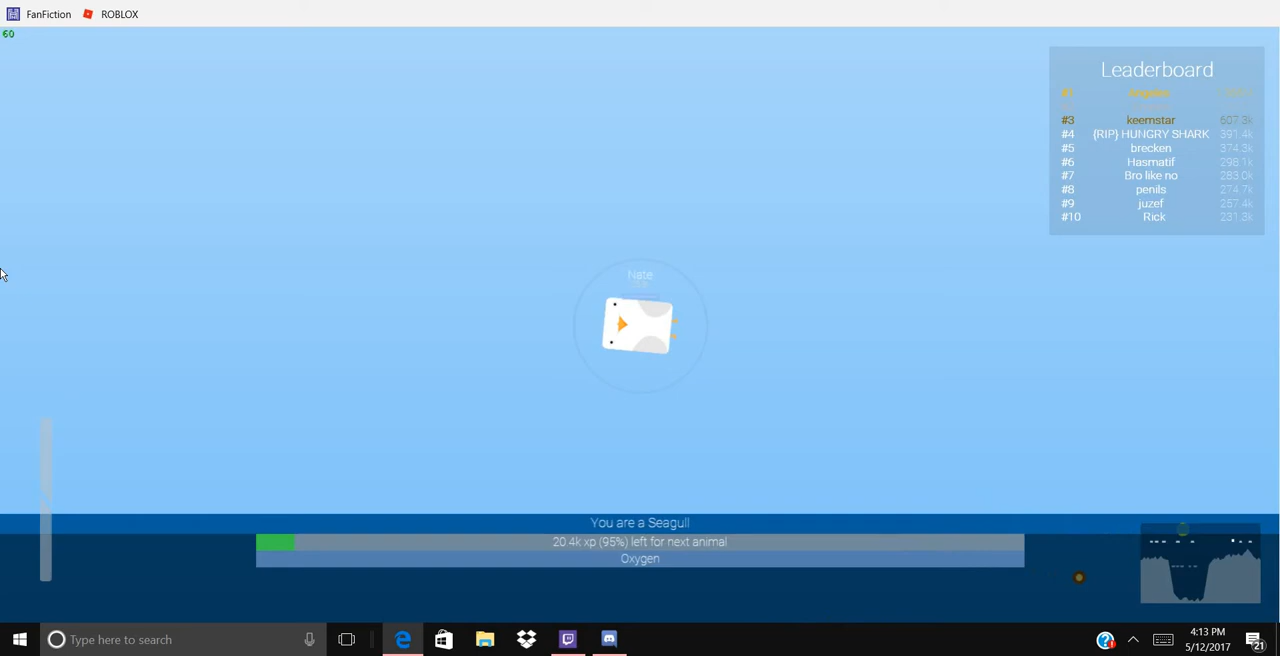 FanFiction ROBLOX
60
Leaderboard
#1 Angeleo
#3 keemstar 607.3k
#4 {RIP} HUNGRY SHARK 391.4k
#5 brecken 374.3k
#6 Hasmatif 298.1k
#7 Bro like no 283.0k
#8 penils 274.7k
#9 juzef 257.4k
#10 Rick 231.3k
Nate
You are a Seagull
20.4k xp (95%) left for next animal
Oxygen
Type here to search
4:13 PM
5/12/2017
21